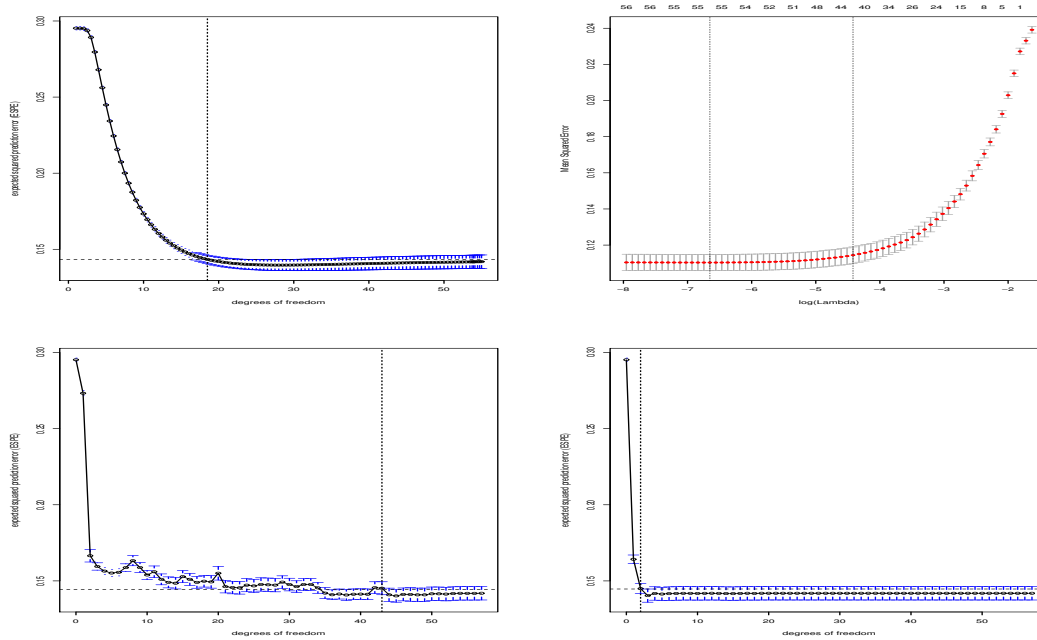 56 56 55 55 55 54 52 51 48 44 40 34 26 24 15 8 5 1
0.30
0.25
0.20
0.15
expected squared prediction error (ESPE)
0 10 20 30 40 50
degrees of freedom
0.24
0.22
0.20
0.18
0.16
0.14
0.12
Mean Squared Error
−8 −7 −6 −5 −4 −3 −2
log(Lambda)
0.30
0.25
0.20
0.15
expected squared prediction error (ESPE)
0 10 20 30 40 50
degrees of freedom
0.30
0.25
0.20
0.15
expected squared prediction error (ESPE)
0 10 20 30 40 50
degrees of freedom